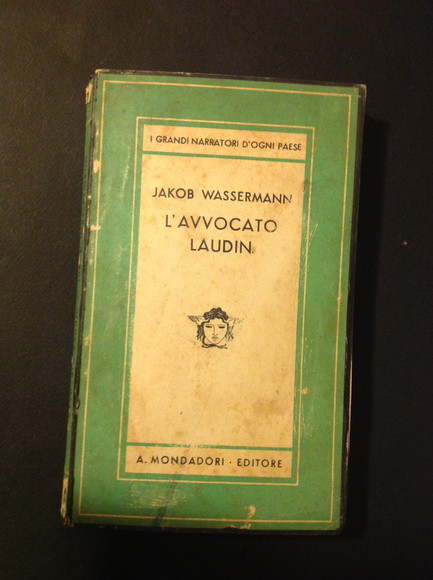 I GRANDI NARRATORI D'OGNI PAESE
JAKOB WASSERMANN
L'AVVOCATO
LAUDIN
A. MONDADORI · EDITORE